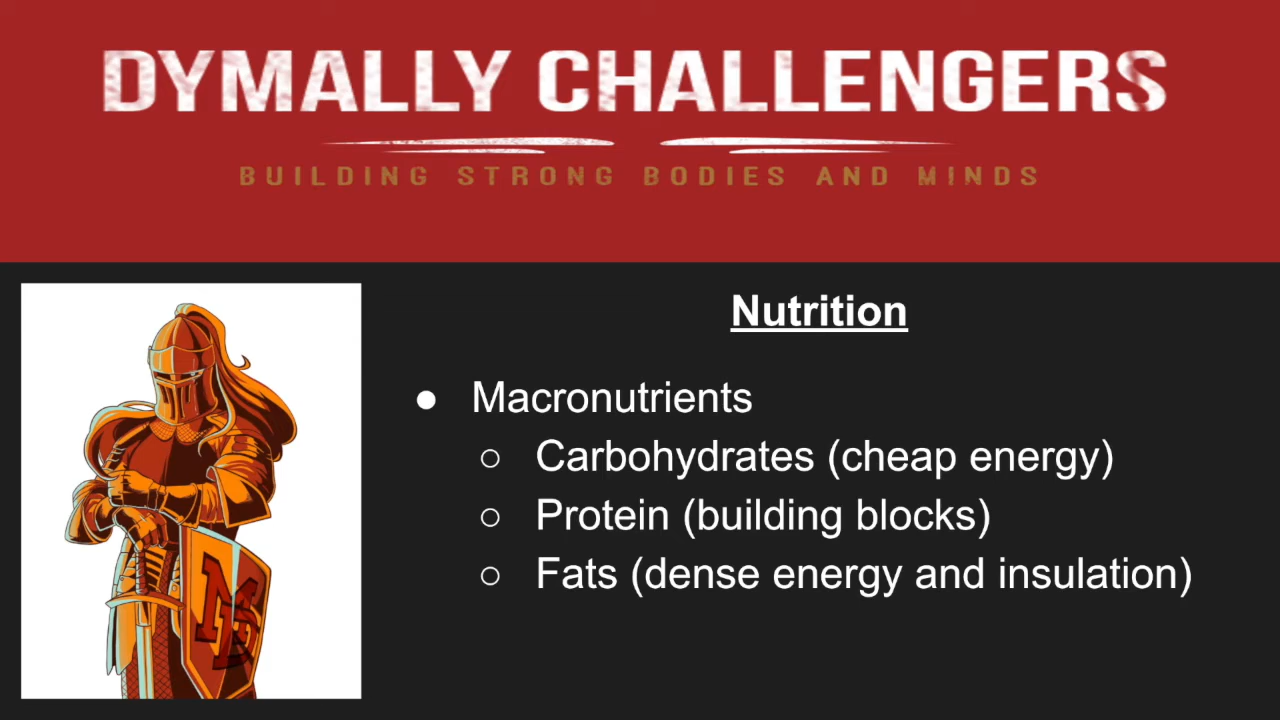 DYMALLY CHALLENGERS
BUILDING STRONG BODIES AND MINDS
Nutrition
● Macronutrients
○ Carbohydrates (cheap energy)
○ Protein (building blocks)
○ Fats (dense energy and insulation)